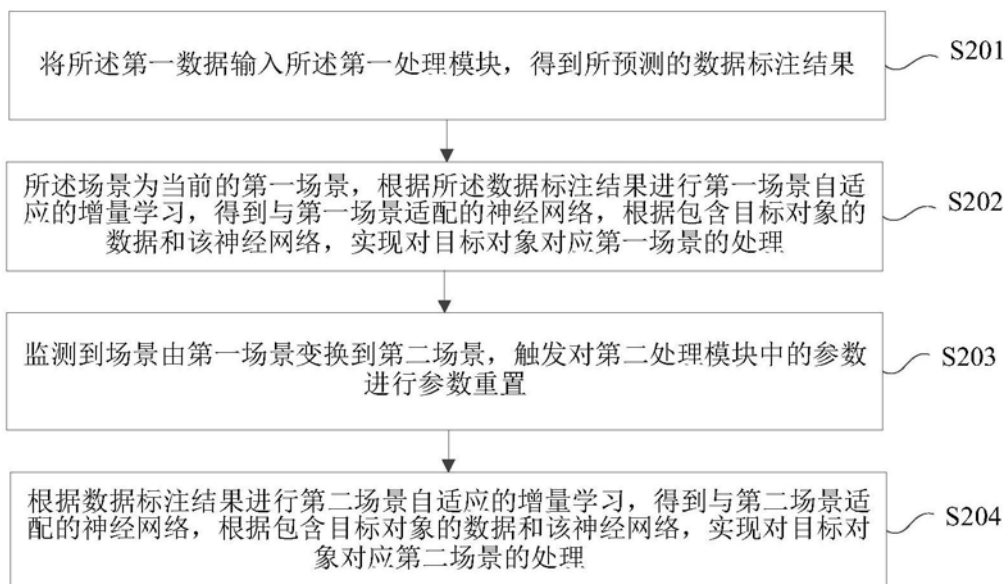 将所述第一数据输入所述第一处理模块，得到所预测的数据标注结果
S201
所述场景为当前的第一场景，根据所述数据标注结果进行第一场景自适
应的增量学习，得到与第一场景适配的神经网络，根据包含目标对象的
数据和该神经网络，实现对目标对象对应第一场景的处理
S202
监测到场景由第一场景变换到第二场景，触发对第二处理模块中的参数
进行参数重置
S203
根据数据标注结果进行第二场景自适应的增量学习，得到与第二场景适
配的神经网络，根据包含目标对象的数据和该神经网络，实现对目标对
象对应第二场景的处理
S204